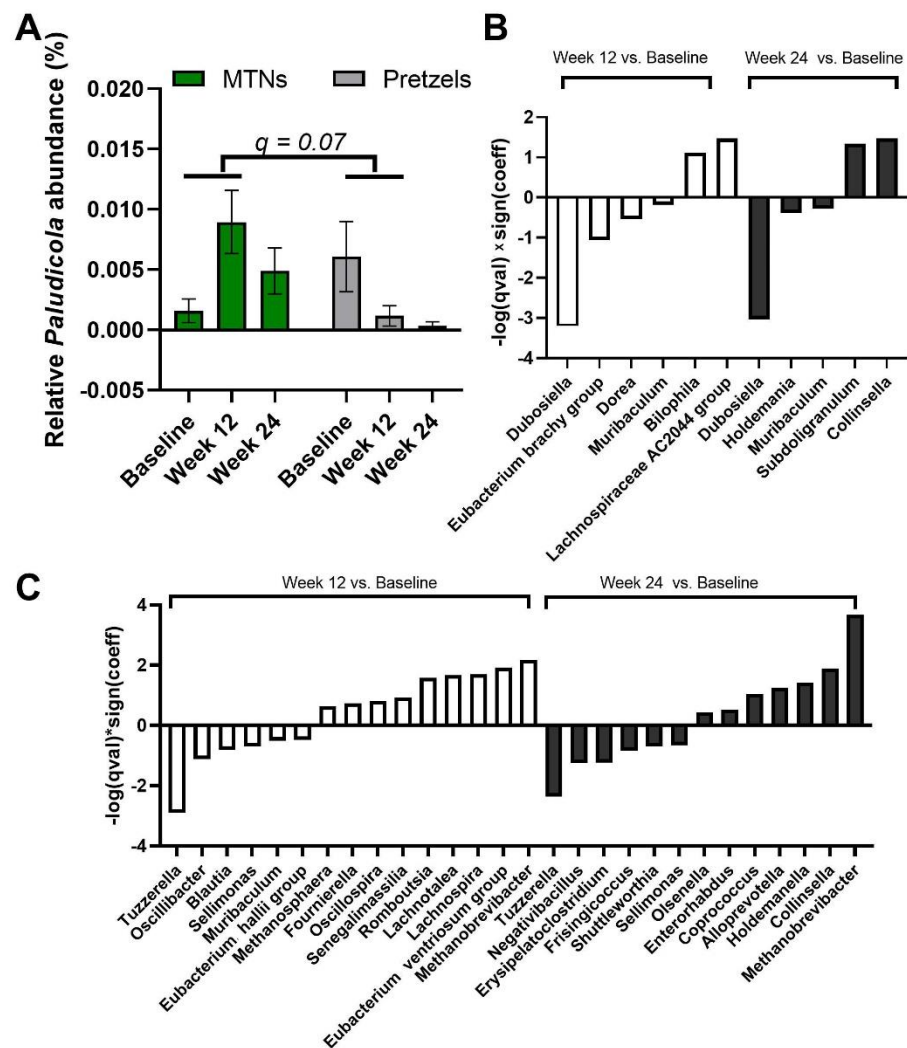 A
Relative Paludicola abundance (%)
MTNs
Pretzels
q = 0.07
0.020
0.015
0.010
0.005
0.000
-0.005
Baseline
Week 12
Week 24
Baseline
Week 12
Week 24
B
Week 12 vs. Baseline
Week 24 vs. Baseline
-log(qval) x sign(coeff)
2
1
0
-1
-2
-3
-4
Dubosiella
Eubacterium brachy group
Dorea
Muribaculum
Bilophila
Lachnospiraceae AC2044 group
Dubosiella
Holdemania
Muribaculum
Subdoligranulum
Collinsella
C
Week 12 vs. Baseline
Week 24 vs. Baseline
-log(qval)*sign(coeff)
4
2
0
-2
-4
Tuzzerella
Oscillibacter
Blautia
Sellimonas
Muribaculum
Eubacterium hallii group
Methanosphaera
Fournierella
Oscillospira
Senegalimassilia
Romboutsia
Lachnotalea
Lachnospira
Eubacterium ventriosum group
Methanobrevibacter
Tuzzerella
Negativibacillus
Erysipelatoclostridium
Frisingicoccus
Shuttleworthia
Sellimonas
Olsenella
Enterorhabdus
Coprococcus
Alloprevotella
Holdemanella
Collinsella
Methanobrevibacter